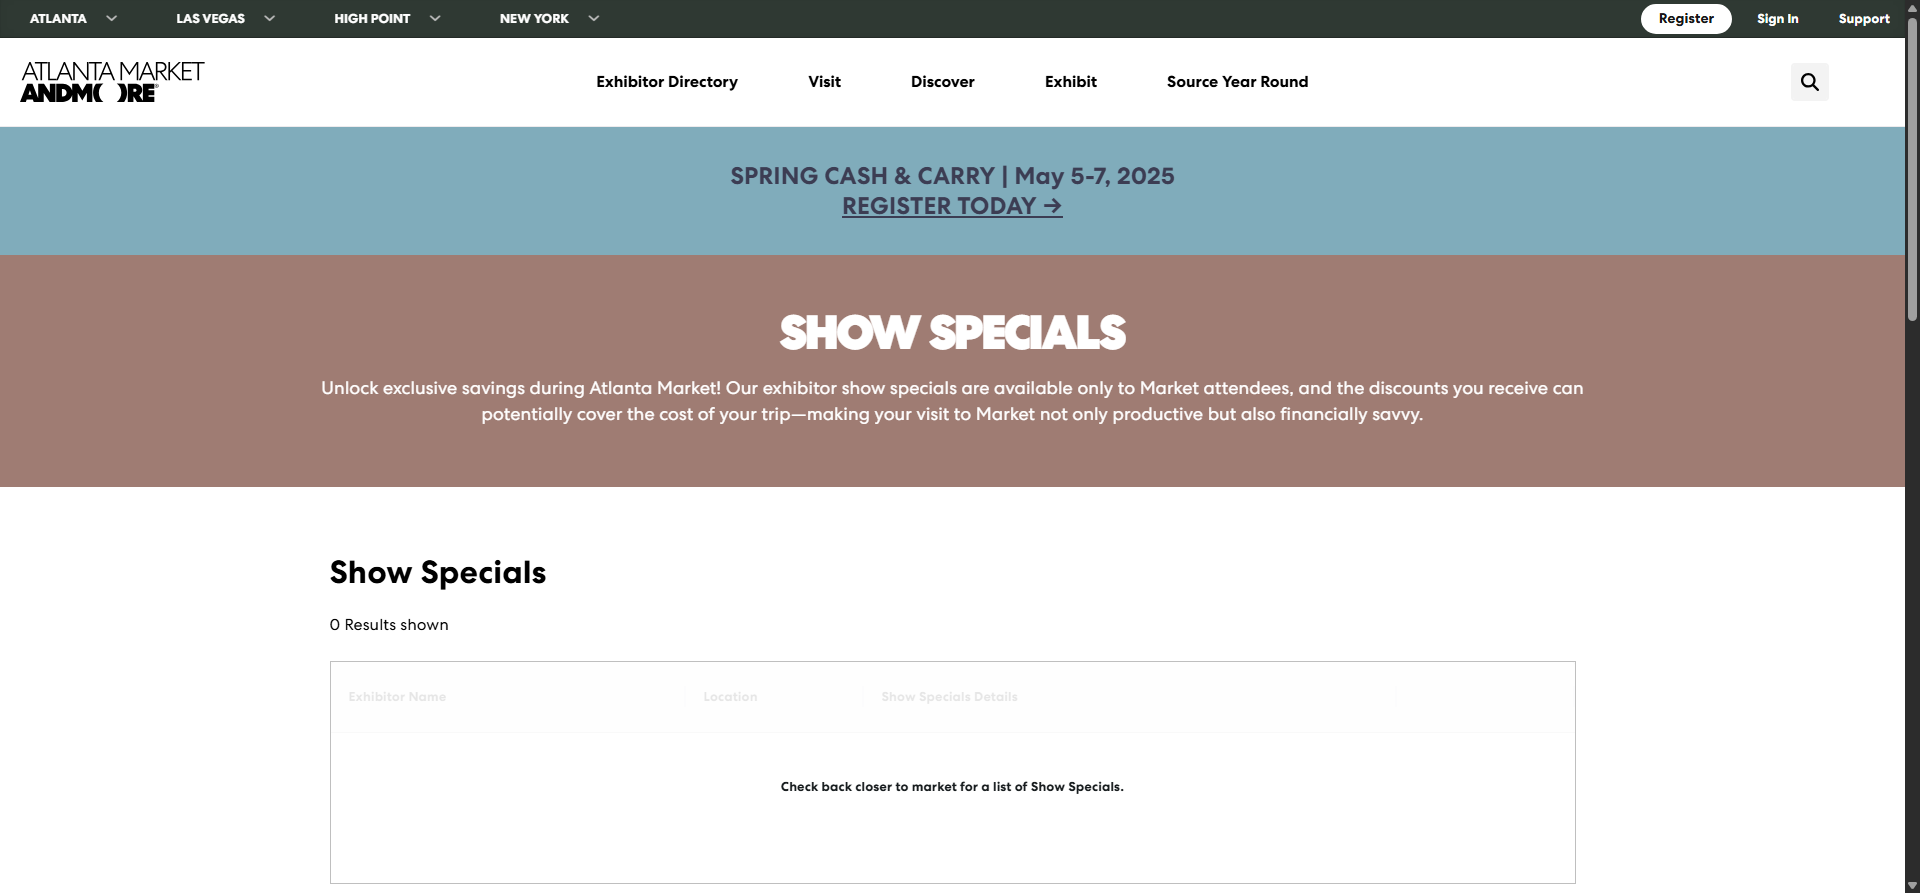 ATLANTA LAS VEGAS HIGH POINT NEW YORK Register Sign In Support
ATLANTA MARKET
ANDMORE
Exhibitor Directory Visit Discover Exhibit Source Year Round
SPRING CASH & CARRY | May 5-7, 2025
REGISTER TODAY →
SHOW SPECIALS
Unlock exclusive savings during Atlanta Market! Our exhibitor show specials are available only to Market attendees, and the discounts you receive can
potentially cover the cost of your trip—making your visit to Market not only productive but also financially savvy.
Show Specials
0 Results shown
Exhibitor Name Location Show Specials Details
Check back closer to market for a list of Show Specials.